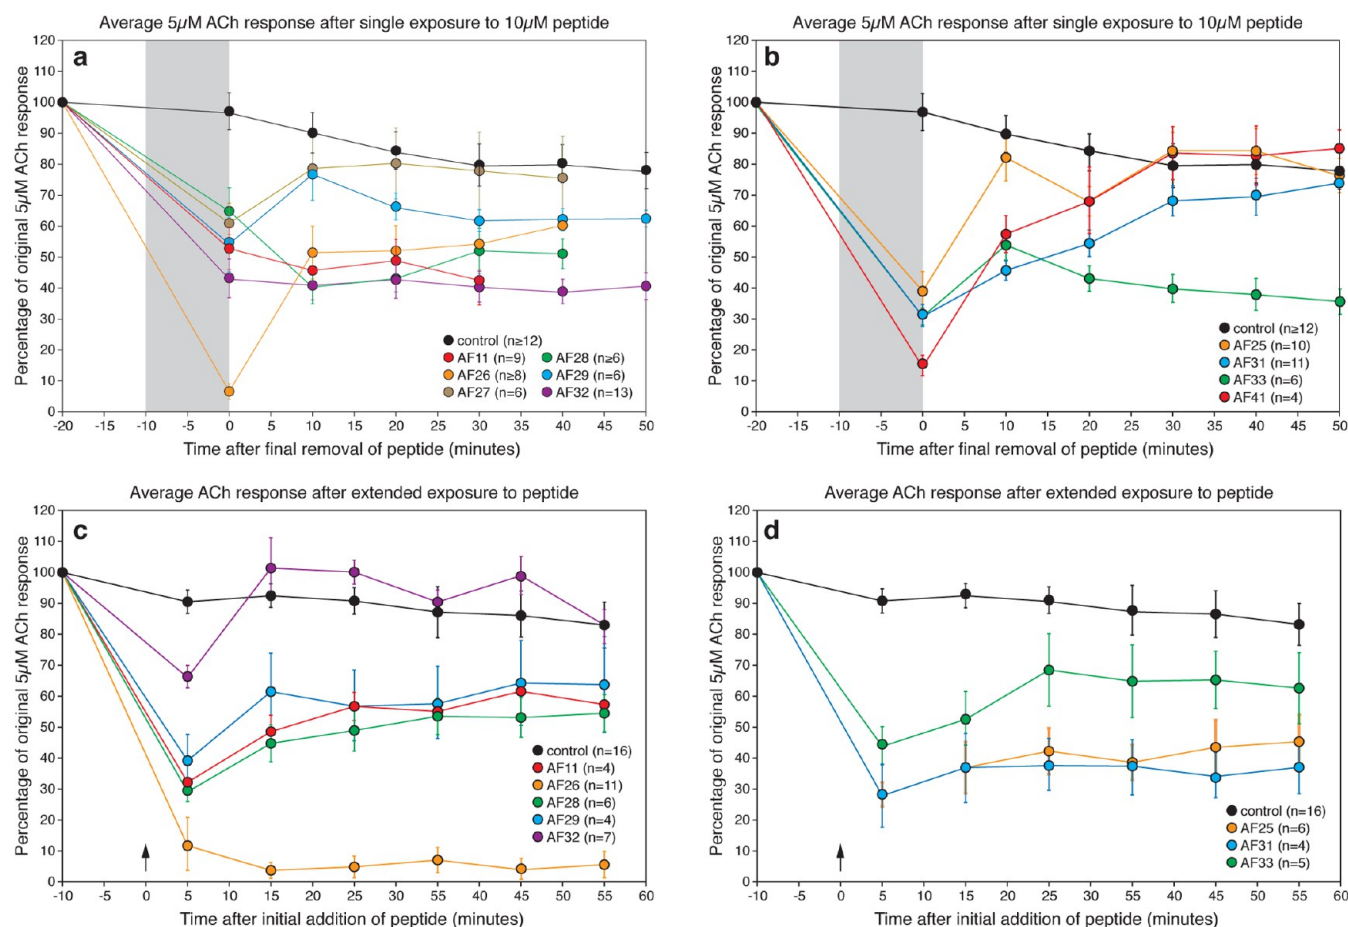 Average 5µM ACh response after single exposure to 10µM peptide
a
Percentage of original 5µM ACh response
120
110
100
90
80
70
60
50
40
30
20
10
0
control (n≥12)
AF11 (n=9) AF28 (n≥6)
AF26 (n≥8) AF29 (n=6)
AF27 (n=6) AF32 (n=13)
-20 -15 -10 -5 0 5 10 15 20 25 30 35 40 45 50
Time after final removal of peptide (minutes)
Average 5µM ACh response after single exposure to 10µM peptide
b
Percentage of original 5µM ACh response
120
110
100
90
80
70
60
50
40
30
20
10
0
control (n≥12)
AF25 (n=10)
AF31 (n=11)
AF33 (n=6)
AF41 (n=4)
-20 -15 -10 -5 0 5 10 15 20 25 30 35 40 45 50
Time after final removal of peptide (minutes)
Average ACh response after extended exposure to peptide
c
Percentage of original 5µM ACh response
120
110
100
90
80
70
60
50
40
30
20
10
0
control (n=16)
AF11 (n=4)
AF26 (n=11)
AF28 (n=6)
AF29 (n=4)
AF32 (n=7)
-10 -5 0 5 10 15 20 25 30 55 40 45 50 55 60
Time after initial addition of peptide (minutes)
Average ACh response after extended exposure to peptide
d
Percentage of original 5µM ACh response
120
110
100
90
80
70
60
50
40
30
20
10
0
control (n=16)
AF25 (n=6)
AF31 (n=4)
AF33 (n=5)
-10 -5 0 5 10 15 20 25 30 55 40 45 50 55 60
Time after initial addition of peptide (minutes)